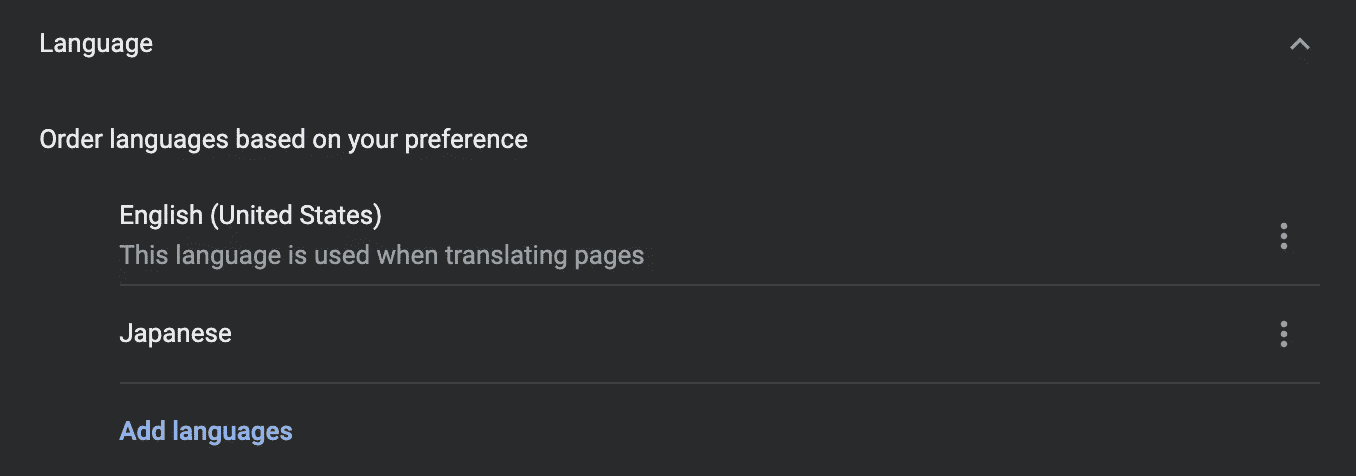 Language
Order languages based on your preference
English (United States)
This language is used when translating pages
Japanese
Add languages